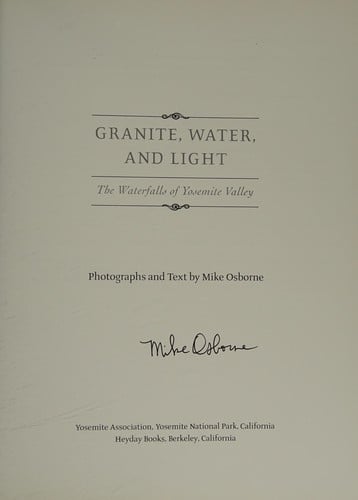 GRANITE, WATER,
AND LIGHT
The Waterfalls of Yosemite Valley
Photographs and Text by Mike Osborne
Mike Osborne
Yosemite Association, Yosemite National Park, California
Heyday Books, Berkeley, California